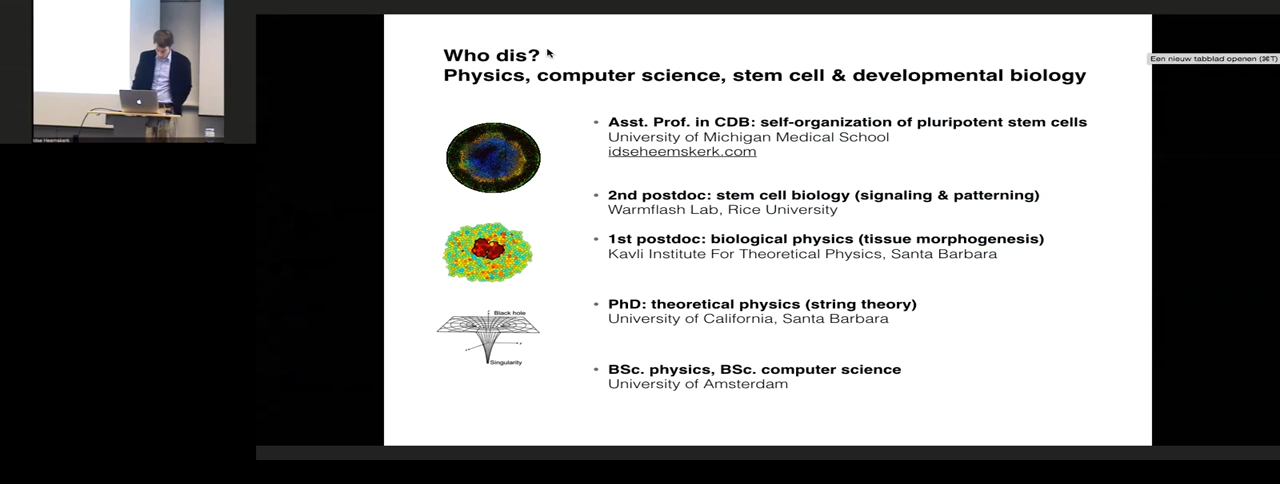 Who dis?
Physics, computer science, stem cell & developmental biology
Een nieuw tabblad openen (⌘T)
• Asst. Prof. in CDB: self-organization of pluripotent stem cells
University of Michigan Medical School
idseheemskerk.com
• 2nd postdoc: stem cell biology (signaling & patterning)
Warmflash Lab, Rice University
• 1st postdoc: biological physics (tissue morphogenesis)
Kavli Institute For Theoretical Physics, Santa Barbara
• PhD: theoretical physics (string theory)
University of California, Santa Barbara
Black hole
Singularity
• BSc. physics, BSc. computer science
University of Amsterdam
Idse Heemskerk